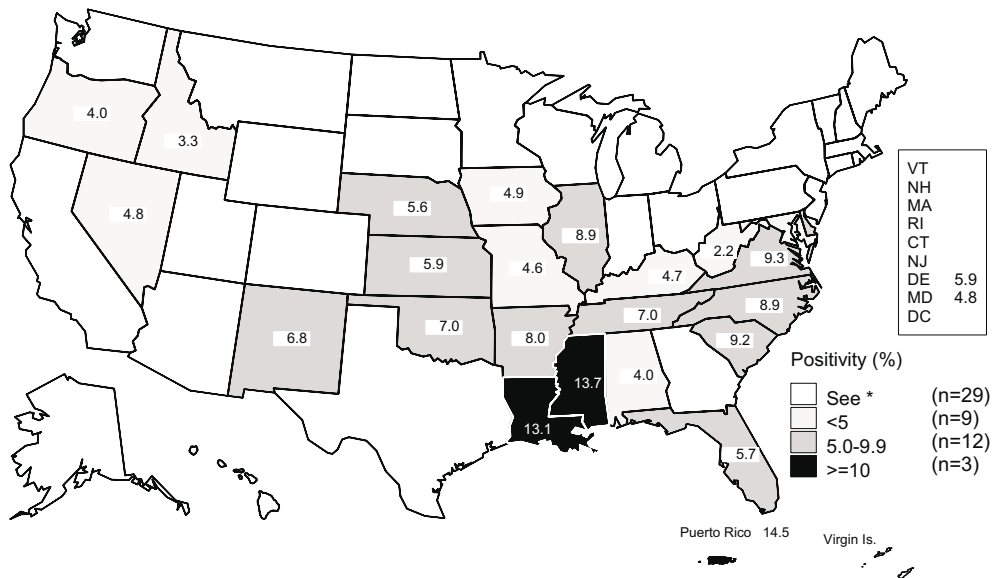 4.0
3.3
4.8
6.8
5.6
5.9
7.0
4.9
4.6
8.0
13.1
13.7
8.9
4.7
7.0
4.0
2.2
9.3
8.9
9.2
5.7
VT
NH
MA
RI
CT
NJ
DE 5.9
MD 4.8
DC
Positivity (%)
See * (n=29)
<5 (n=9)
5.0-9.9 (n=12)
>=10 (n=3)
Puerto Rico 14.5
Virgin Is.